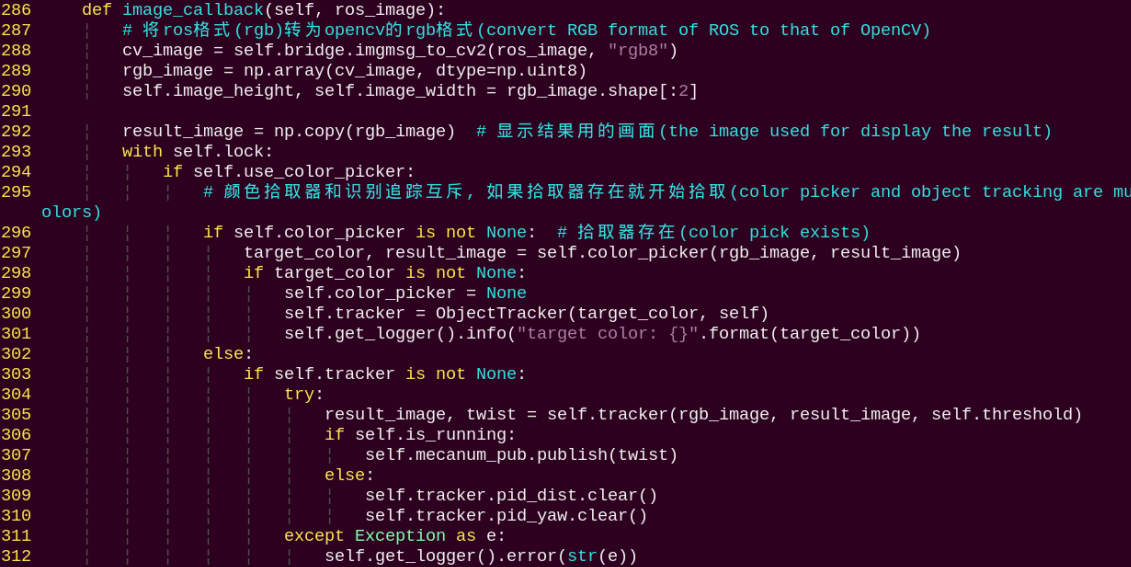 286     def image_callback(self, ros_image):
287         # 将ros格式(rgb)转为opencv的rgb格式(convert RGB format of ROS to that of OpenCV)
288         cv_image = self.bridge.imgmsg_to_cv2(ros_image, "rgb8")
289         rgb_image = np.array(cv_image, dtype=np.uint8)
290         self.image_height, self.image_width = rgb_image.shape[:2]
291
292         result_image = np.copy(rgb_image)  # 显示结果用的画面(the image used for display the result)
293         with self.lock:
294             if self.use_color_picker:
295                 # 颜色拾取器和识别追踪互斥, 如果拾取器存在就开始拾取(color picker and object tracking are mu
olors)
296                 if self.color_picker is not None:  # 拾取器存在(color pick exists)
297                     target_color, result_image = self.color_picker(rgb_image, result_image)
298                     if target_color is not None:
299                         self.color_picker = None
300                         self.tracker = ObjectTracker(target_color, self)
301                         self.get_logger().info("target color: {}".format(target_color))
302                 else:
303                     if self.tracker is not None:
304                         try:
305                             result_image, twist = self.tracker(rgb_image, result_image, self.threshold)
306                             if self.is_running:
307                                 self.mecanum_pub.publish(twist)
308                             else:
309                                 self.tracker.pid_dist.clear()
310                                 self.tracker.pid_yaw.clear()
311                         except Exception as e:
312                             self.get_logger().error(str(e))